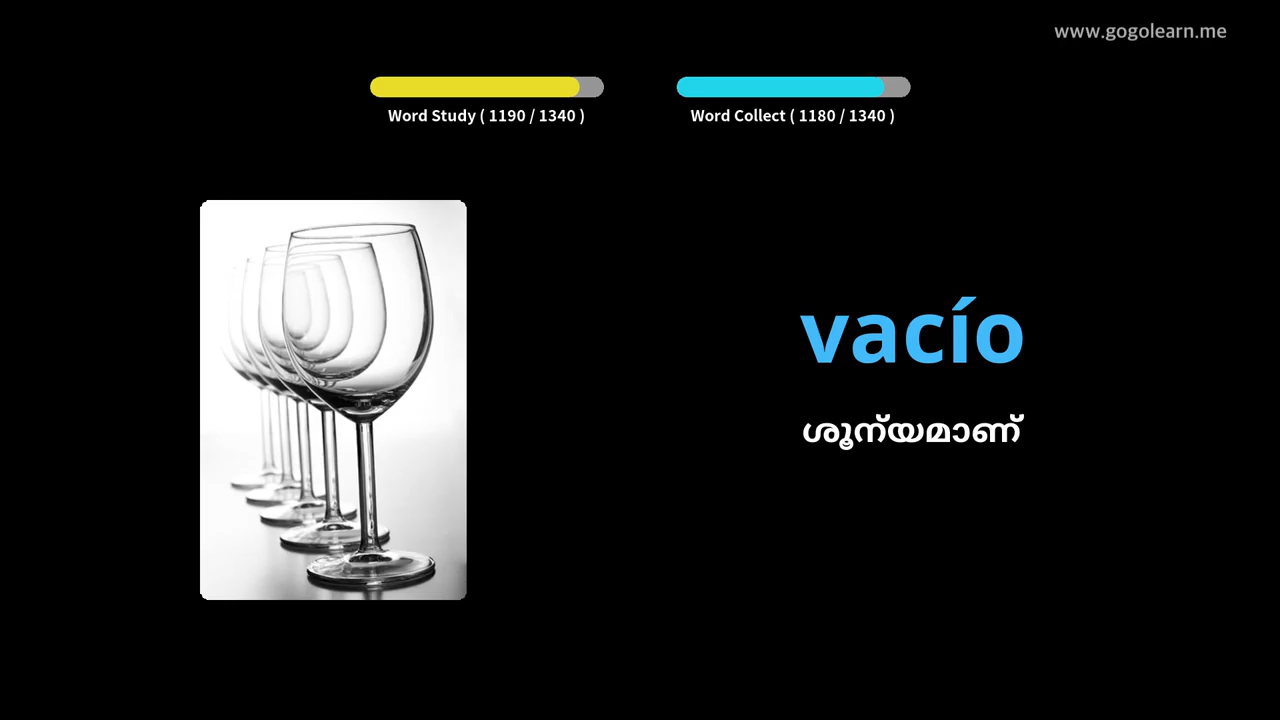 www.gogolearn.me
Word Study ( 1190 / 1340 )
Word Collect ( 1180 / 1340 )
vacío
ശൂന്യമാണ്